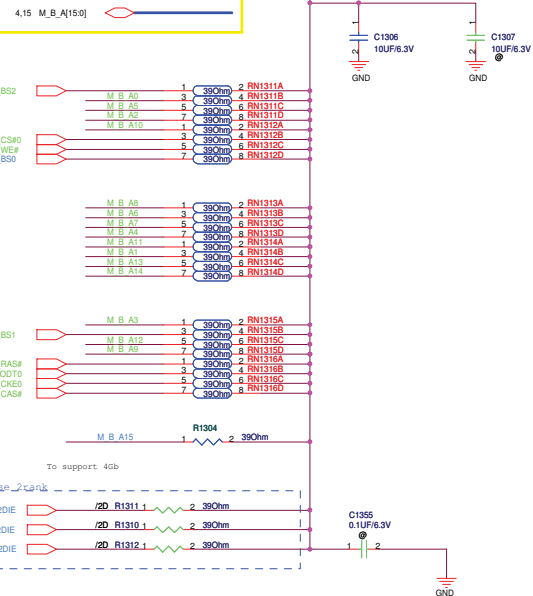 4,15 M_B_A[15:0]
C1306
10UF/6.3V
1
2
GND
C1307
10UF/6.3V
@
1
2
GND
BS2 1 39Ohm 2 RN1311A
M_B_A0 3 39Ohm 4 RN1311B
M_B_A5 5 39Ohm 6 RN1311C
M_B_A2 7 39Ohm 8 RN1311D
M_B_A10 1 39Ohm 2 RN1312A
CS#0 3 39Ohm 4 RN1312B
WE# 5 39Ohm 6 RN1312C
BS0 7 39Ohm 8 RN1312D
M_B_A8 1 39Ohm 2 RN1313A
M_B_A6 3 39Ohm 4 RN1313B
M_B_A7 5 39Ohm 6 RN1313C
M_B_A4 7 39Ohm 8 RN1313D
M_B_A11 1 39Ohm 2 RN1314A
M_B_A1 3 39Ohm 4 RN1314B
M_B_A13 5 39Ohm 6 RN1314C
M_B_A14 7 39Ohm 8 RN1314D
M_B_A3 1 39Ohm 2 RN1315A
BS1 3 39Ohm 4 RN1315B
M_B_A12 5 39Ohm 6 RN1315C
M_B_A9 7 39Ohm 8 RN1315D
RAS# 1 39Ohm 2 RN1316A
ODT0 3 39Ohm 4 RN1316B
CKE0 5 39Ohm 6 RN1316C
CAS# 7 39Ohm 8 RN1316D
R1304
M_B_A15 1 2 39Ohm
To support 4Gb
se 2rank
2DIE /2D R1311 1 2 39Ohm
2DIE /2D R1310 1 2 39Ohm
2DIE /2D R1312 1 2 39Ohm
C1355
0.1UF/6.3V
@
1 2
GND